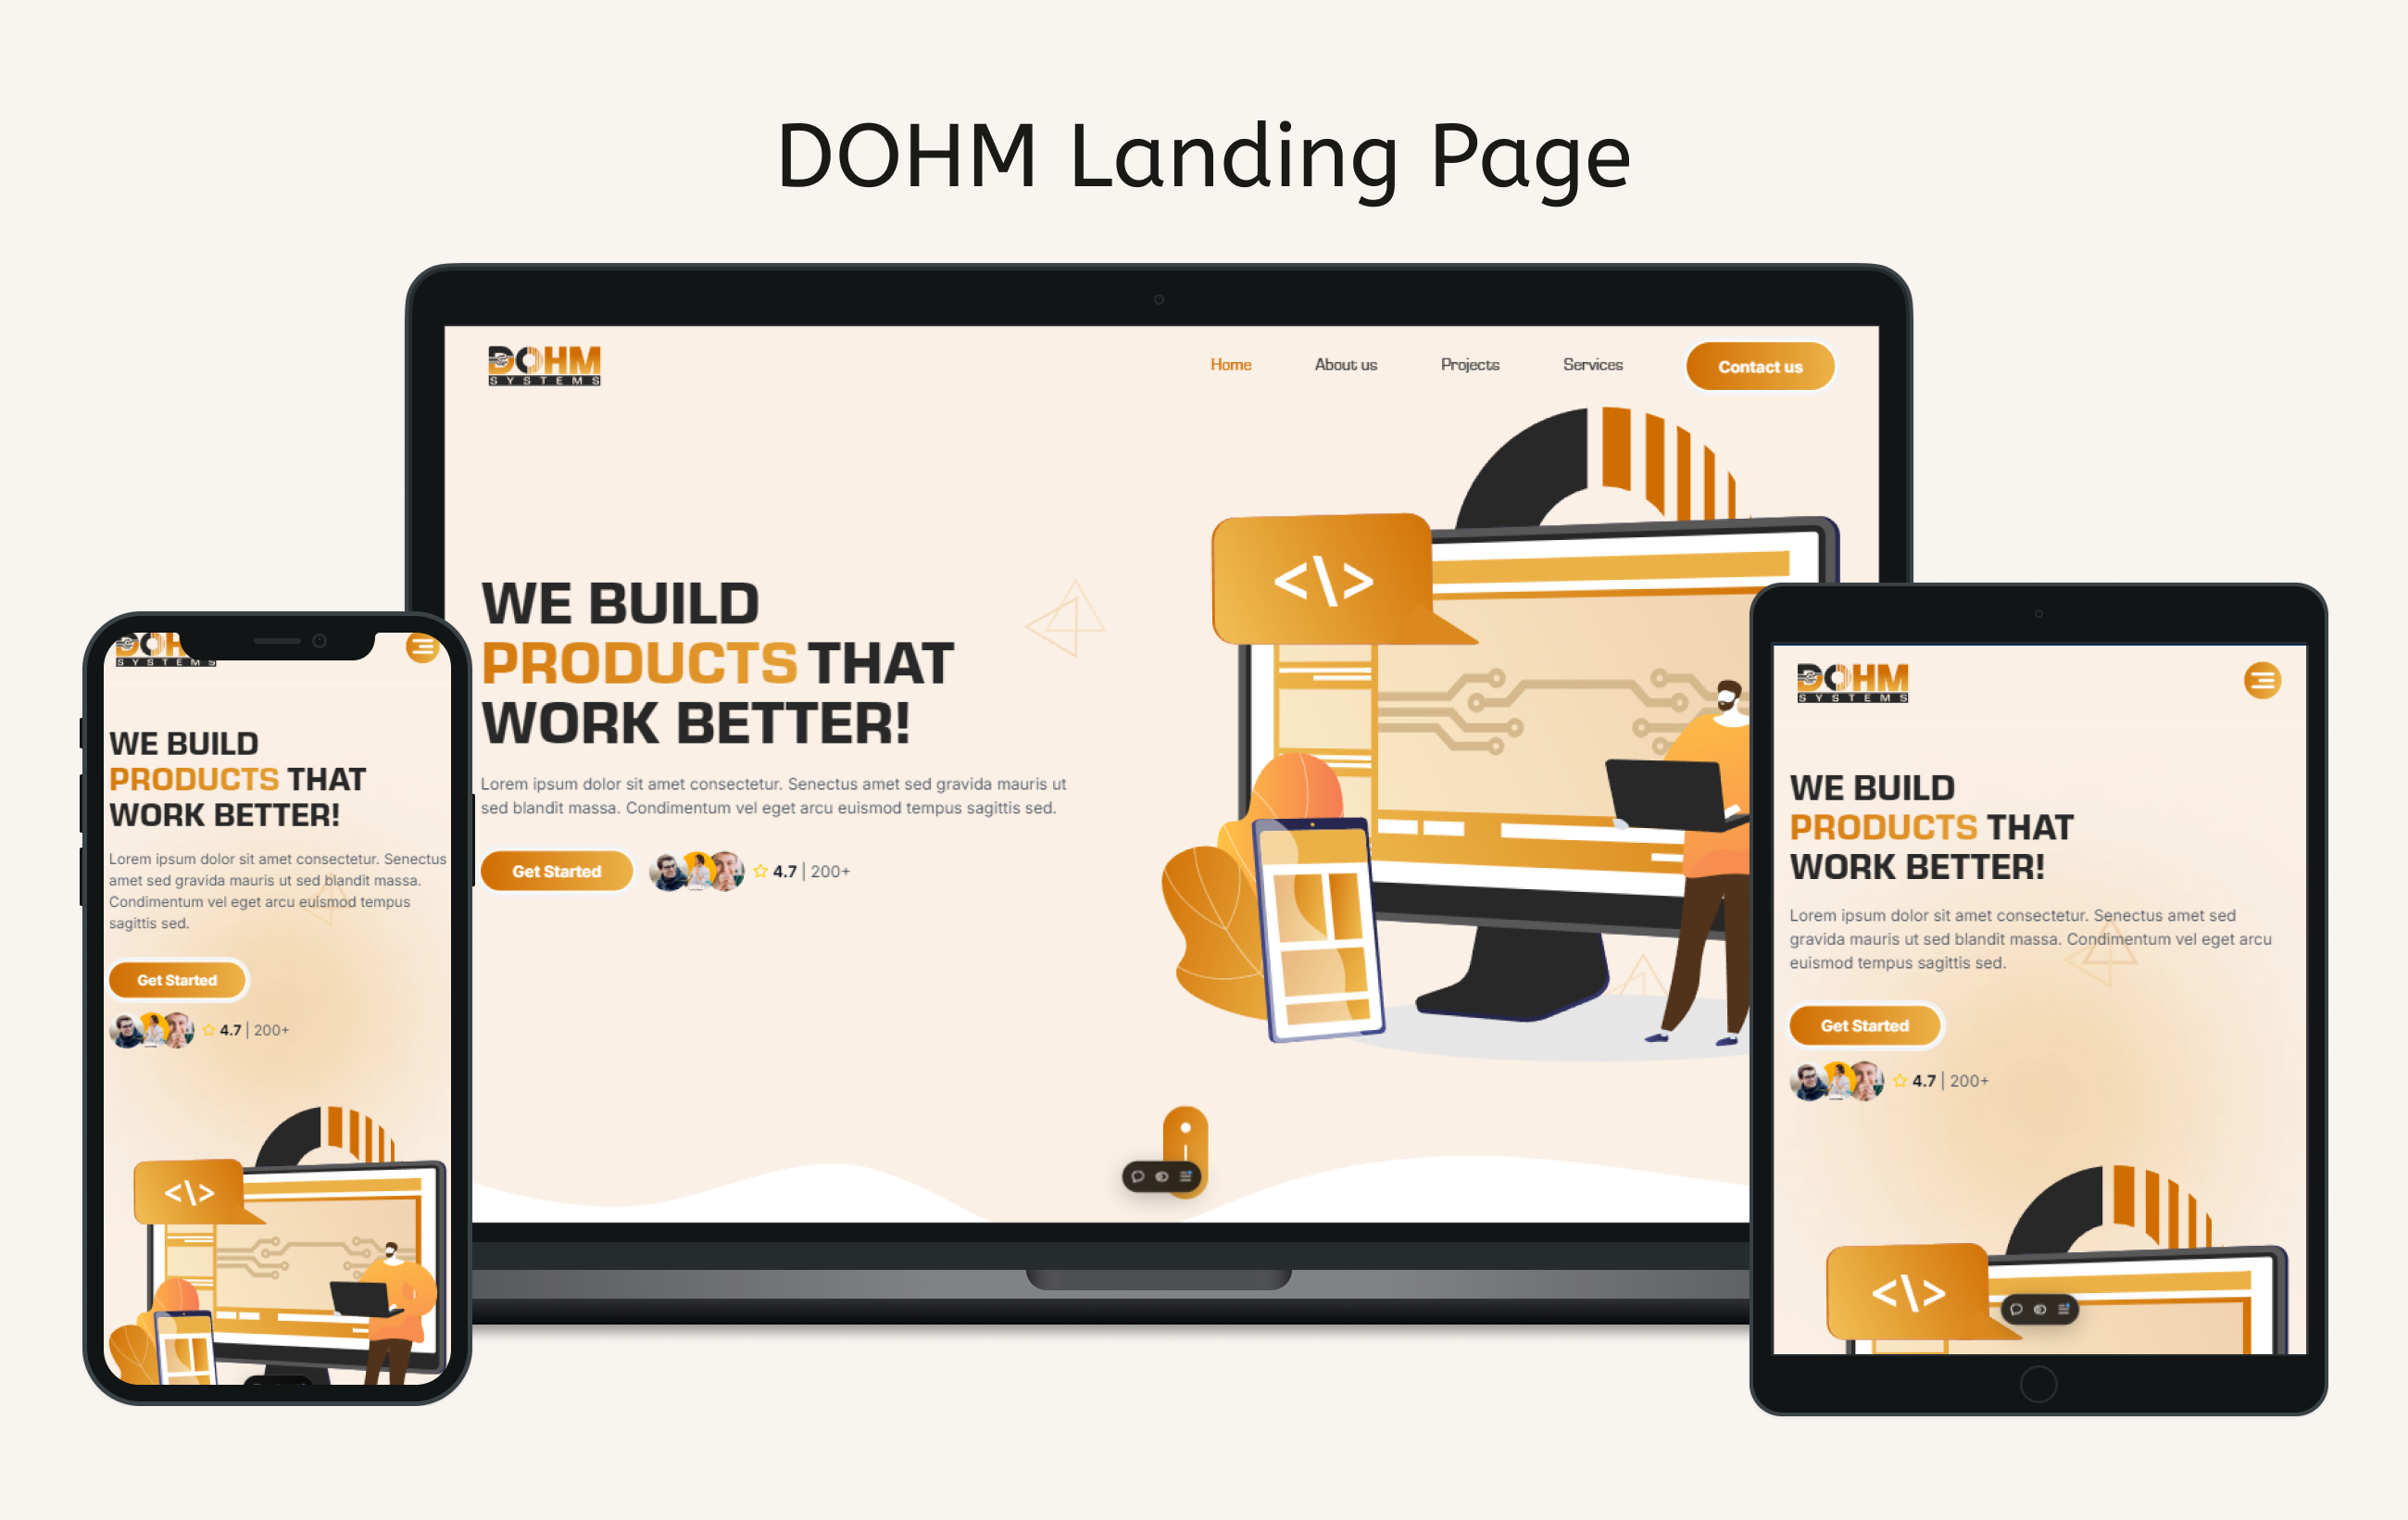 DOHM Landing Page
DOHM
SYSTEMS
Home
About us
Projects
Services
Contact us
<\>
WE BUILD
PRODUCTS THAT
WORK BETTER!
Lorem ipsum dolor sit amet consectetur. Senectus amet sed gravida mauris ut
sed blandit massa. Condimentum vel eget arcu euismod tempus sagittis sed.
Get Started
4.7 | 200+
DOH
SYSTEMS
WE BUILD
PRODUCTS THAT
WORK BETTER!
Lorem ipsum dolor sit amet consectetur. Senectus
amet sed gravida mauris ut sed blandit massa.
Condimentum vel eget arcu euismod tempus
sagittis sed.
Get Started
4.7 | 200+
<\>
DOHM
SYSTEMS
WE BUILD
PRODUCTS THAT
WORK BETTER!
Lorem ipsum dolor sit amet consectetur. Senectus amet sed
gravida mauris ut sed blandit massa. Condimentum vel eget arcu
euismod tempus sagittis sed.
Get Started
4.7 | 200+
<\>